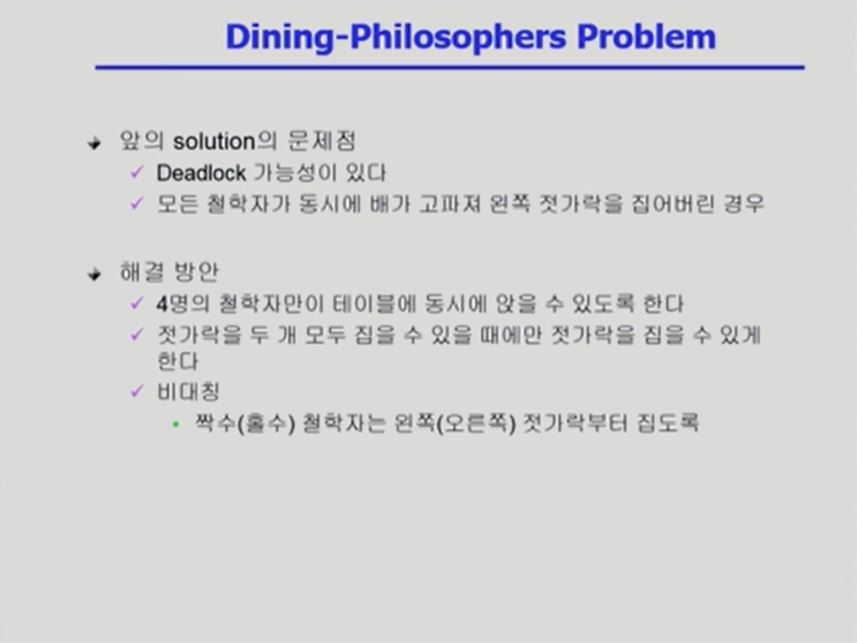 Dining-Philosophers Problem
앞의 solution의 문제점
Deadlock 가능성이 있다
모든 철학자가 동시에 배가 고파져 왼쪽 젓가락을 집어버린 경우
해결 방안
4명의 철학자만이 테이블에 동시에 앉을 수 있도록 한다
젓가락을 두 개 모두 집을 수 있을 때에만 젓가락을 집을 수 있게
한다
비대칭
짝수(홀수) 철학자는 왼쪽(오른쪽) 젓가락부터 집도록